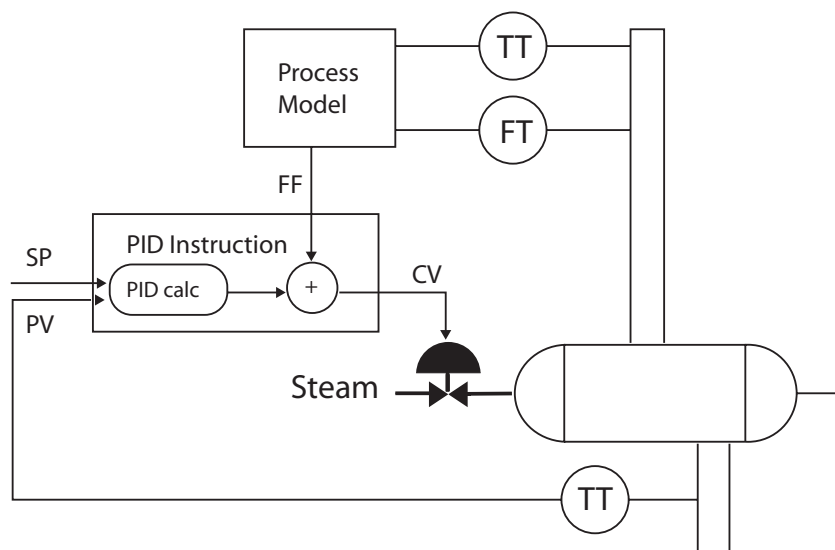 Process
Model
TT
FT
FF
PID Instruction
SP
PID calc
+
CV
PV
Steam
TT